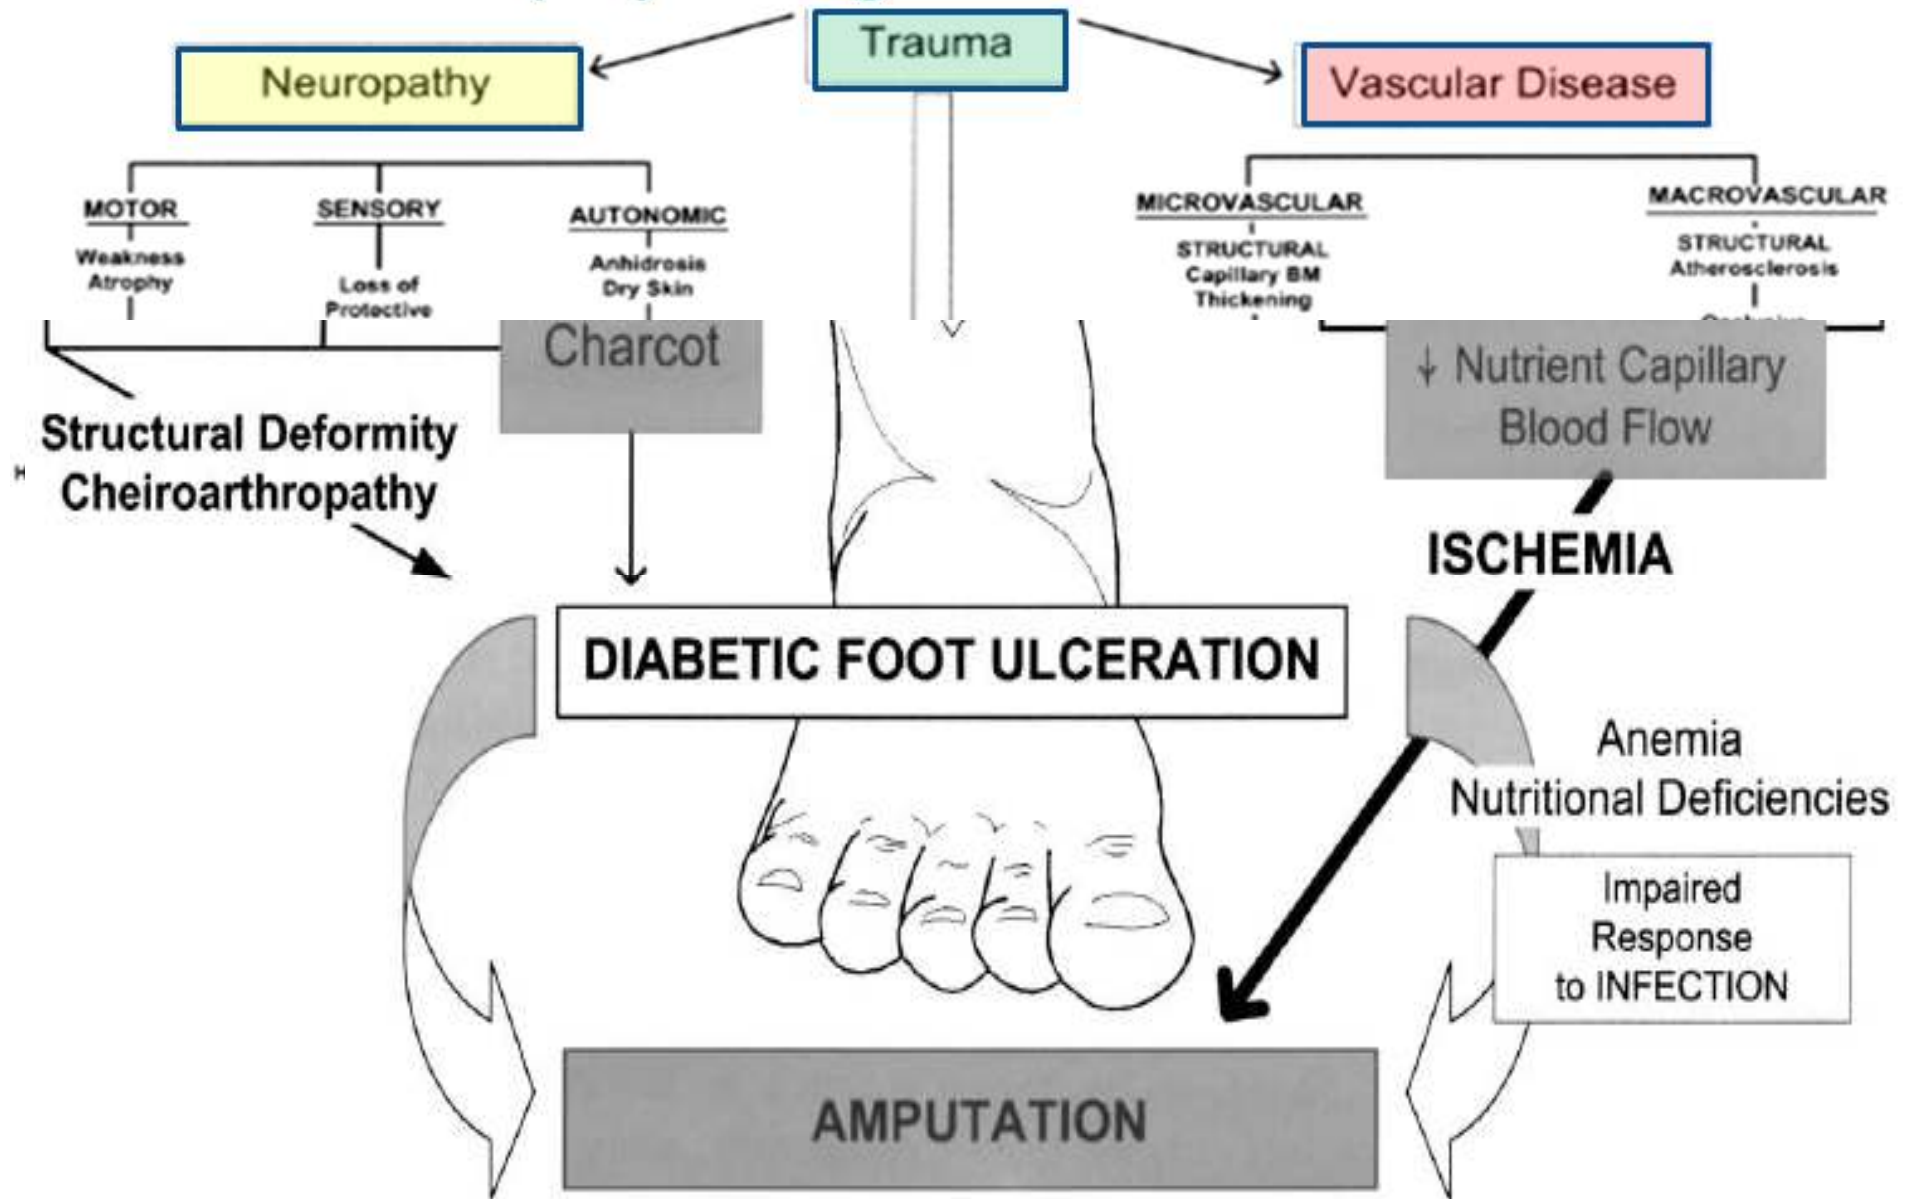 Trauma
Neuropathy
Vascular Disease
MOTOR
Weakness
Atrophy
SENSORY
Loss of
Protective
AUTONOMIC
Anhidrosis
Dry Skin
MICROVASCULAR
STRUCTURAL
Capillary BM
Thickening
MACROVASCULAR
STRUCTURAL
Atherosclerosis
Charcot
↓ Nutrient Capillary
Blood Flow
Structural Deformity
Cheiroarthropathy
ISCHEMIA
DIABETIC FOOT ULCERATION
Anemia
Nutritional Deficiencies
Impaired
Response
to INFECTION
AMPUTATION